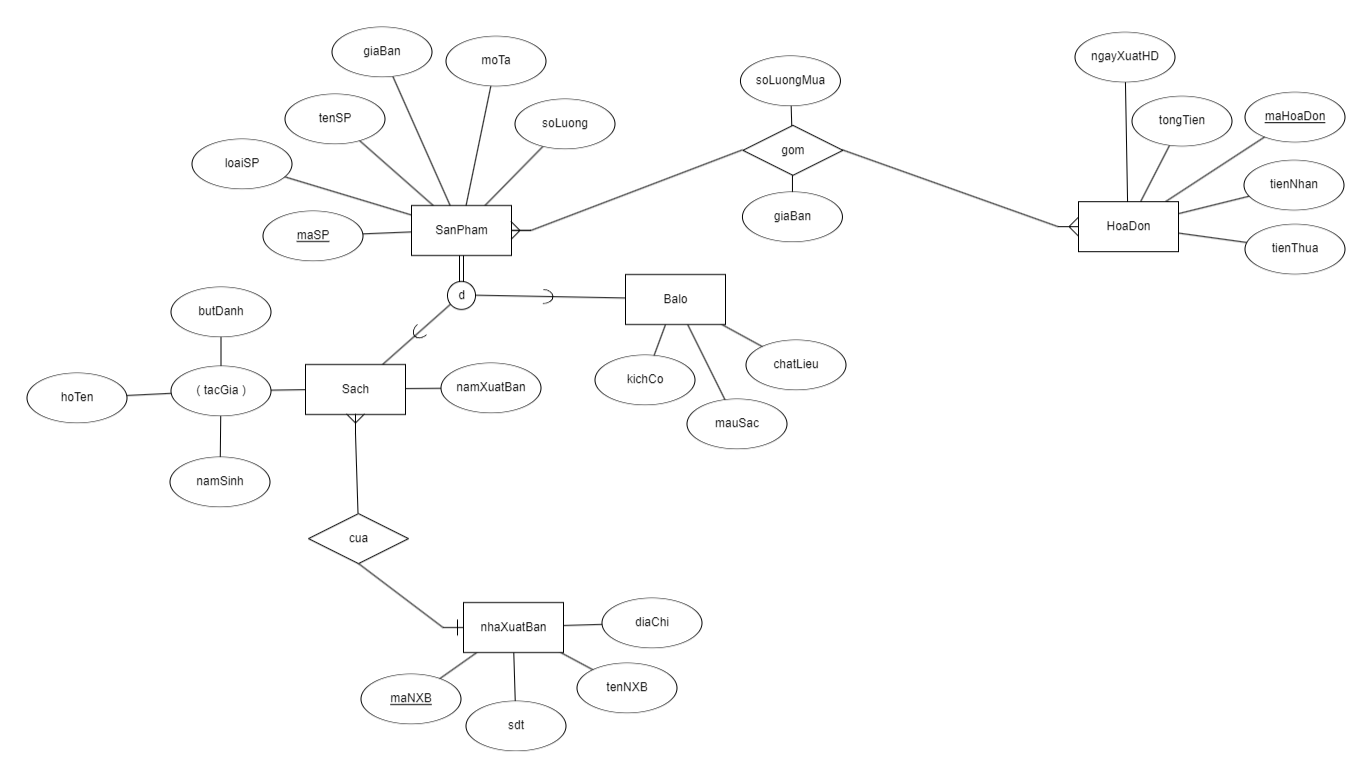 giaBan
moTa
soLuong
tenSP
loaiSP
maSP
SanPham
soLuongMua
gom
giaBan
ngayXuatHD
tongTien
maHoaDon
tienNhan
tienThua
HoaDon
d
Balo
kichCo
mauSac
chatLieu
butDanh
hoTen
( tacGia )
namSinh
Sach
namXuatBan
cua
nhaXuatBan
diaChi
tenNXB
maNXB
sdt